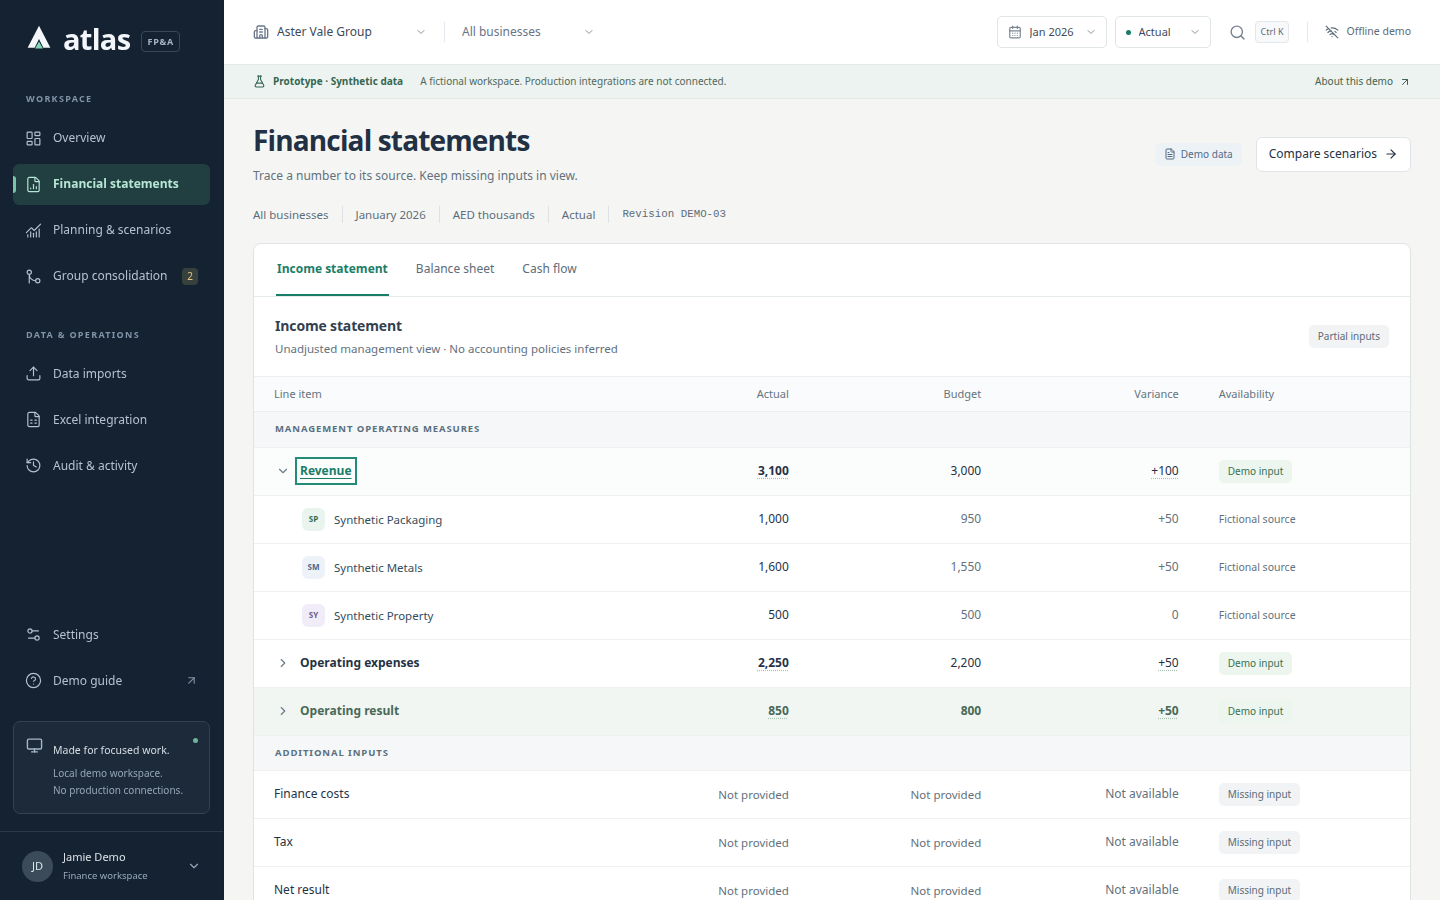 atlas FP&A
WORKSPACE
Overview
Financial statements
Planning & scenarios
Group consolidation 2
DATA & OPERATIONS
Data imports
Excel integration
Audit & activity
Settings
Demo guide
Made for focused work.
Local demo workspace.
No production connections.
JD Jamie Demo
Finance workspace
Aster Vale Group All businesses Jan 2026 Actual Ctrl K Offline demo
Prototype · Synthetic data A fictional workspace. Production integrations are not connected. About this demo
Financial statements
Trace a number to its source. Keep missing inputs in view.
Demo data Compare scenarios
All businesses January 2026 AED thousands Actual Revision DEMO-03
Income statement Balance sheet Cash flow
Income statement
Unadjusted management view · No accounting policies inferred
Partial inputs
Line item Actual Budget Variance Availability
MANAGEMENT OPERATING MEASURES
Revenue 3,100 3,000 +100 Demo input
SP Synthetic Packaging 1,000 950 +50 Fictional source
SM Synthetic Metals 1,600 1,550 +50 Fictional source
SY Synthetic Property 500 500 0 Fictional source
Operating expenses 2,250 2,200 +50 Demo input
Operating result 850 800 +50 Demo input
ADDITIONAL INPUTS
Finance costs Not provided Not provided Not available Missing input
Tax Not provided Not provided Not available Missing input
Net result Not provided Not provided Not available Missing input